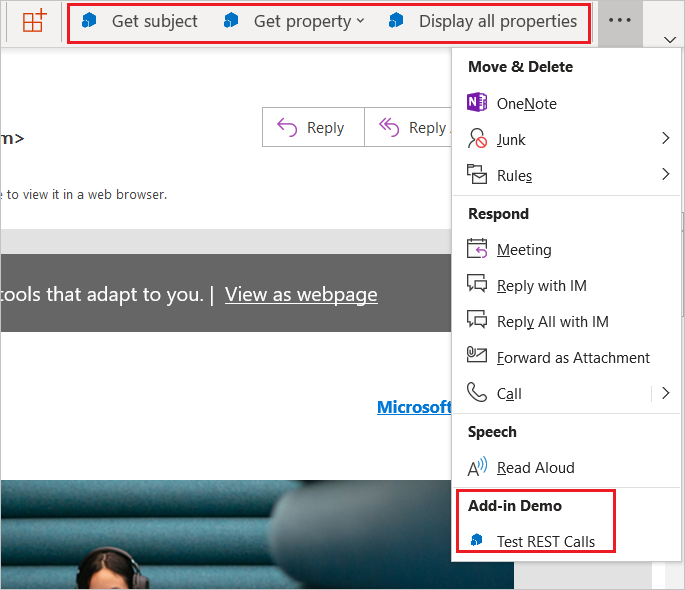 Get subject Get property Display all properties
Move & Delete
OneNote
m>
Reply Reply
Junk
Rules
e to view it in a web browser.
Respond
Meeting
Reply with IM
tools that adapt to you. | View as webpage
Reply All with IM
Forward as Attachment
Call
Microsoft
Speech
Read Aloud
Add-in Demo
Test REST Calls